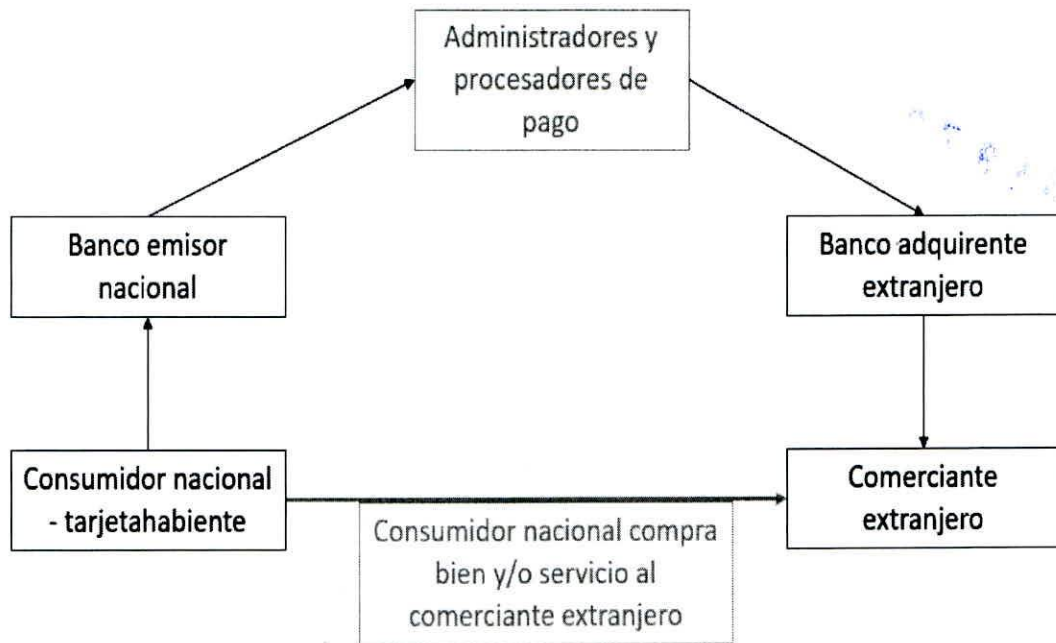 Administradores y
procesadores de
pago
Banco emisor
nacional
Banco adquirente
extranjero
Consumidor nacional
- tarjetahabiente
Comerciante
extranjero
Consumidor nacional compra
bien y/o servicio al
comerciante extranjero